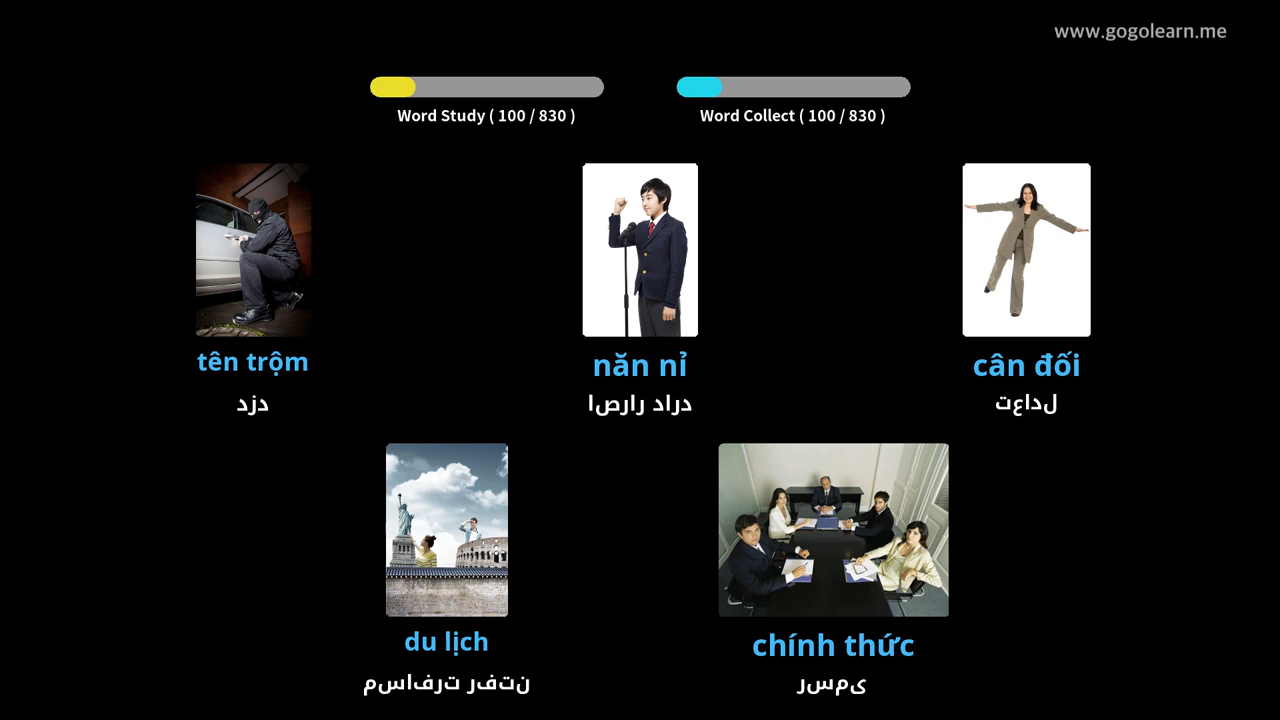 www.gogolearn.me
Word Study ( 100 / 830 )
Word Collect ( 100 / 830 )
tên trộm
دزد
năn nỉ
اصرار دارد
cân đối
تعادل
du lịch
مسافرت رفتن
chính thức
رسمی